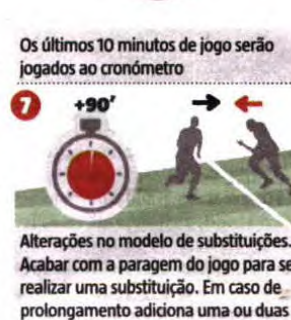 Os últimos 10 minutos de jogo serão
jogados ao cronómetro
7
+90’
Alterações no modelo de substituições.
Acabar com a paragem do jogo para se
realizar uma substituição. Em caso de
prolongamento adiciona uma ou duas